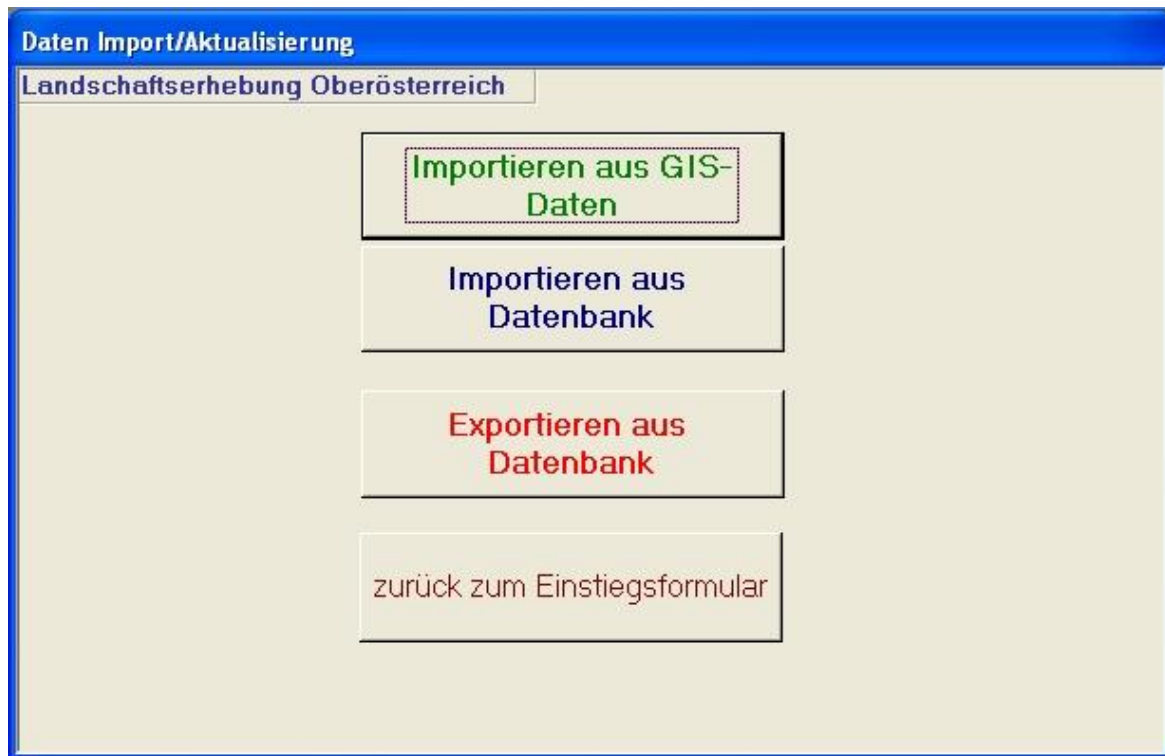 Daten Import/Aktualisierung
Landschaftserhebung Oberösterreich
Importieren aus GIS-
Daten
Importieren aus
Datenbank
Exportieren aus
Datenbank
zurück zum Einstiegsformular